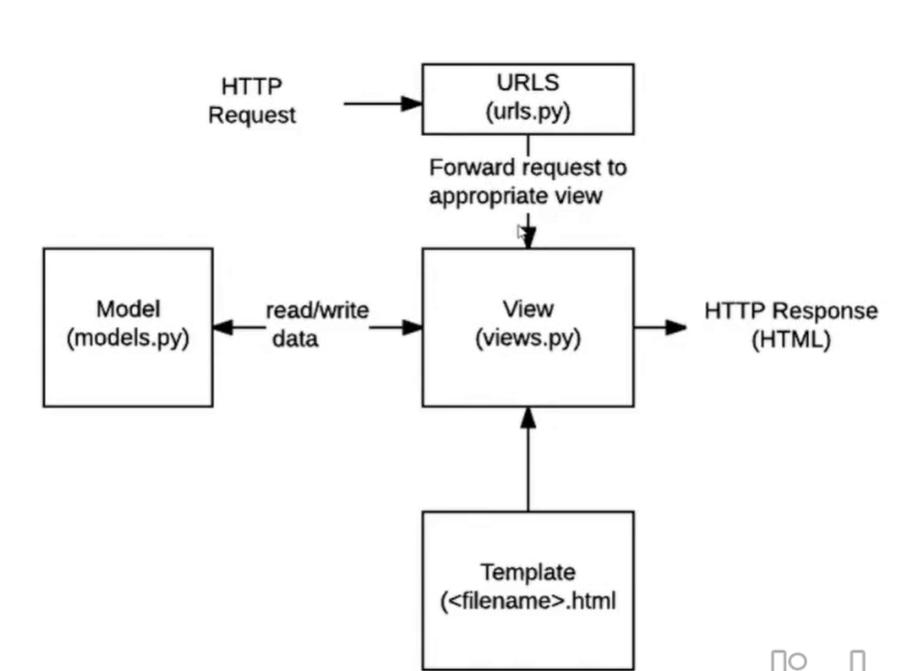 HTTP
Request
URLS
(urls.py)
Forward request to
appropriate view
Model
(models.py)
read/write
data
View
(views.py)
HTTP Response
(HTML)
Template
(<filename>.html